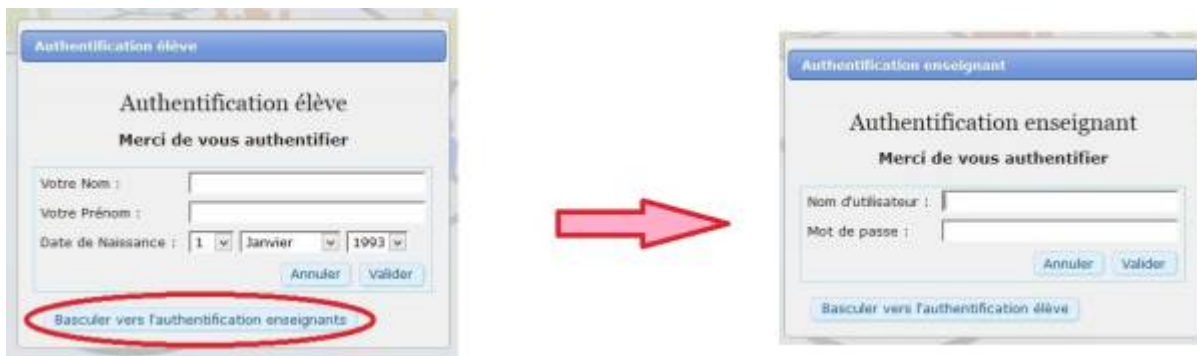 Authentification élève
Authentification élève
Merci de vous authentifier
Votre Nom :
Votre Prénom :
Date de Naissance : 1 Janvier 1993
Annuler Valider
Basculer vers l'authentification enseignants
Authentification enseignant
Authentification enseignant
Merci de vous authentifier
Nom d'utilisateur :
Mot de passe :
Annuler Valider
Basculer vers l'authentification élève